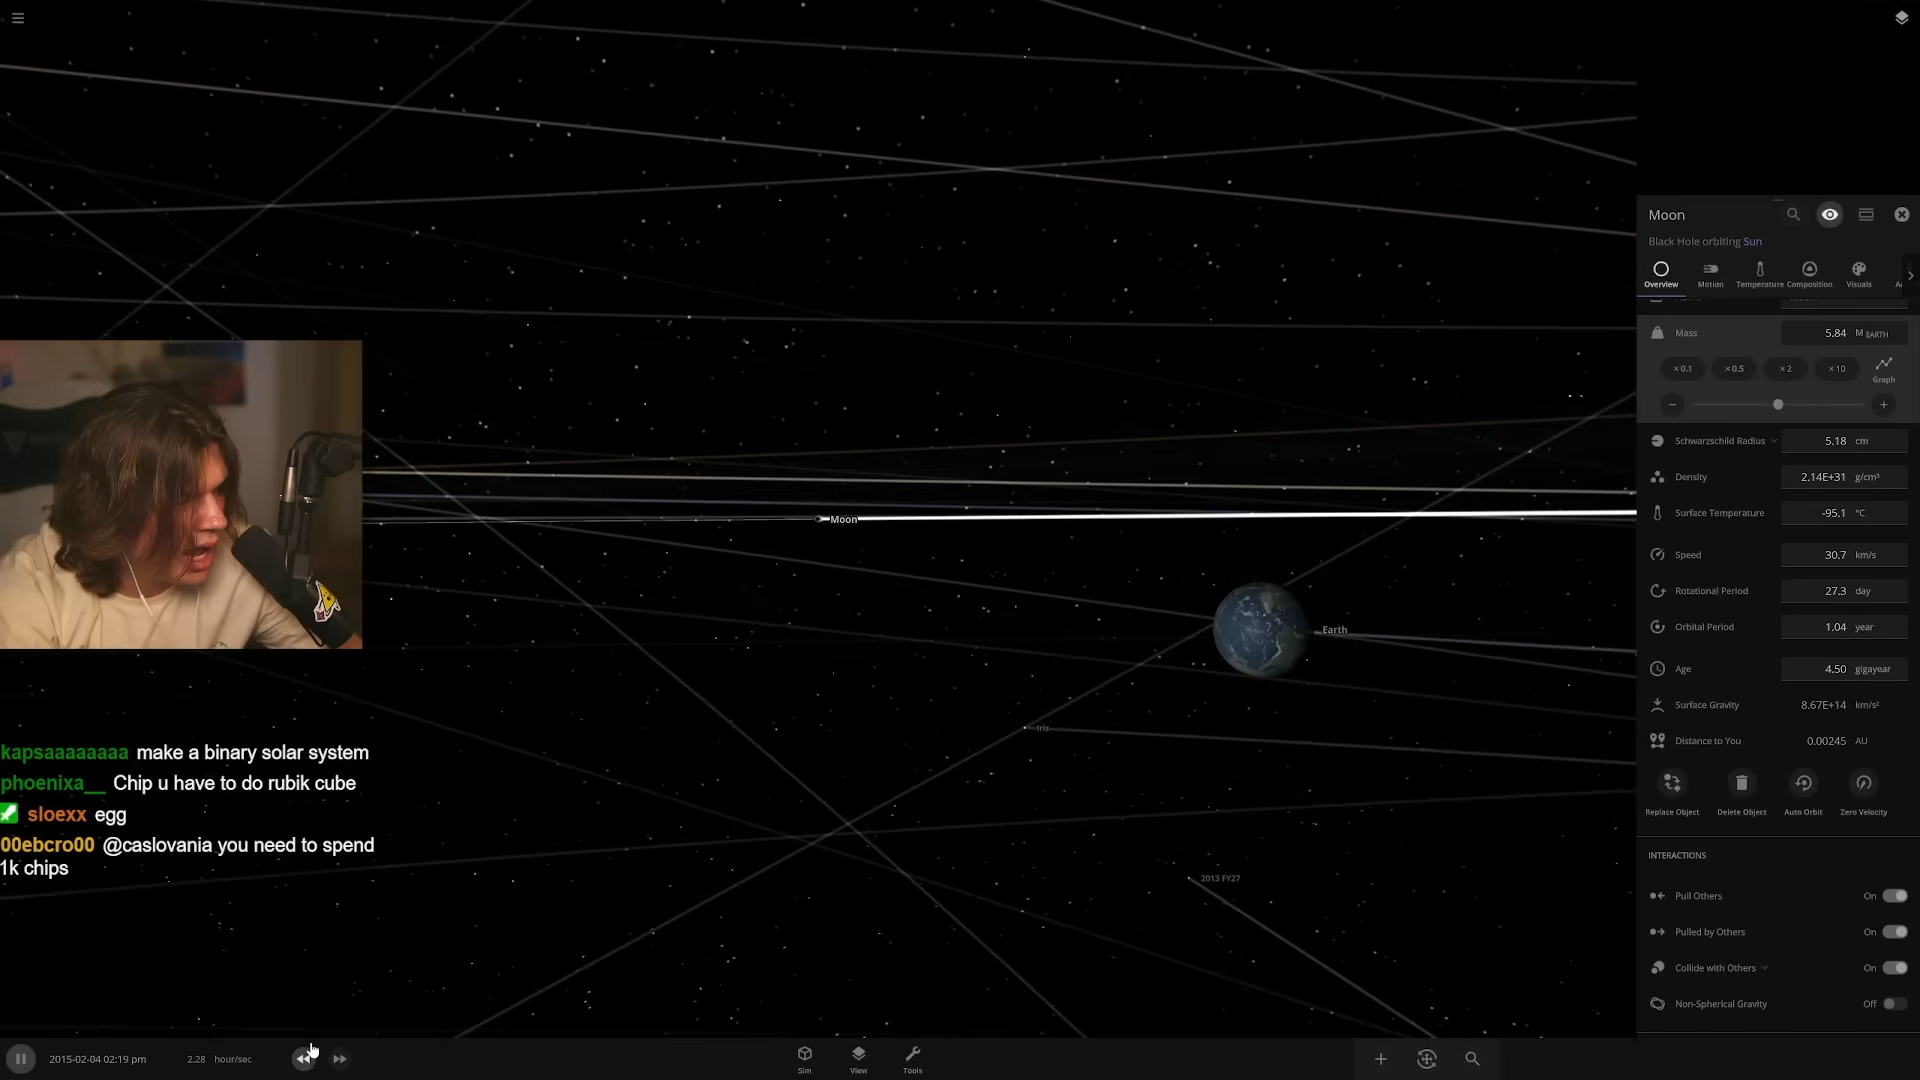 Moon
Black Hole orbiting Sun
Overview
Motion
Temperature
Composition
Visuals
Mass 5.84 M EARTH
× 0.1 × 0.5 × 2 × 10
Graph
Schwarzschild Radius 5.18 cm
Density 2.14E+31 g/cm³
Surface Temperature -95.1 °C
Moon
Speed 30.7 km/s
Rotational Period 27.3 day
Orbital Period 1.04 year
Earth
Age 4.50 gigayear
Surface Gravity 8.67E+14 km/s²
Iris
Distance to You 0.00245 AU
kapsaaaaaaaa make a binary solar system
phoenixa__ Chip u have to do rubik cube
sloexx egg
00ebcro00 @caslovania you need to spend
1k chips
Replace Object
Delete Object
Auto Orbit
Zero Velocity
INTERACTIONS
2013 FY27
Pull Others On
Pulled by Others On
Collide with Others On
Non-Spherical Gravity Off
2015-02-04 02:19 pm
2.28 hour/sec
Sim
View
Tools